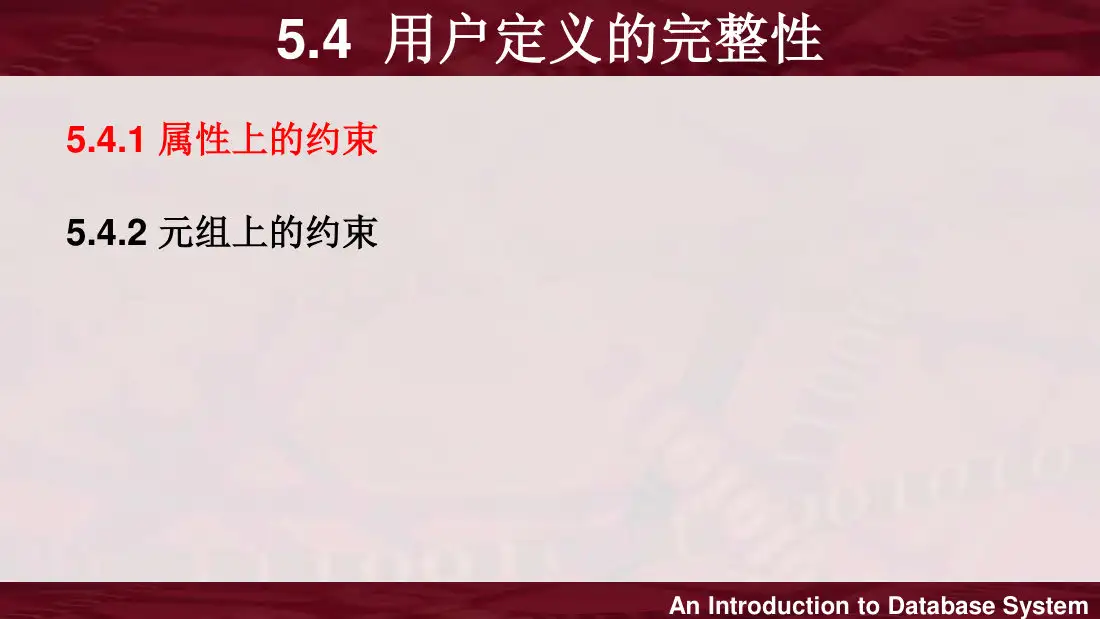 5.4 用户定义的完整性
5.4.1 属性上的约束
5.4.2 元组上的约束
An Introduction to Database System